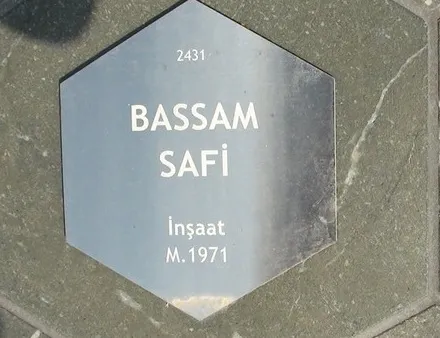 2431
BASSAM
SAFİ
İnşaat
M.1971